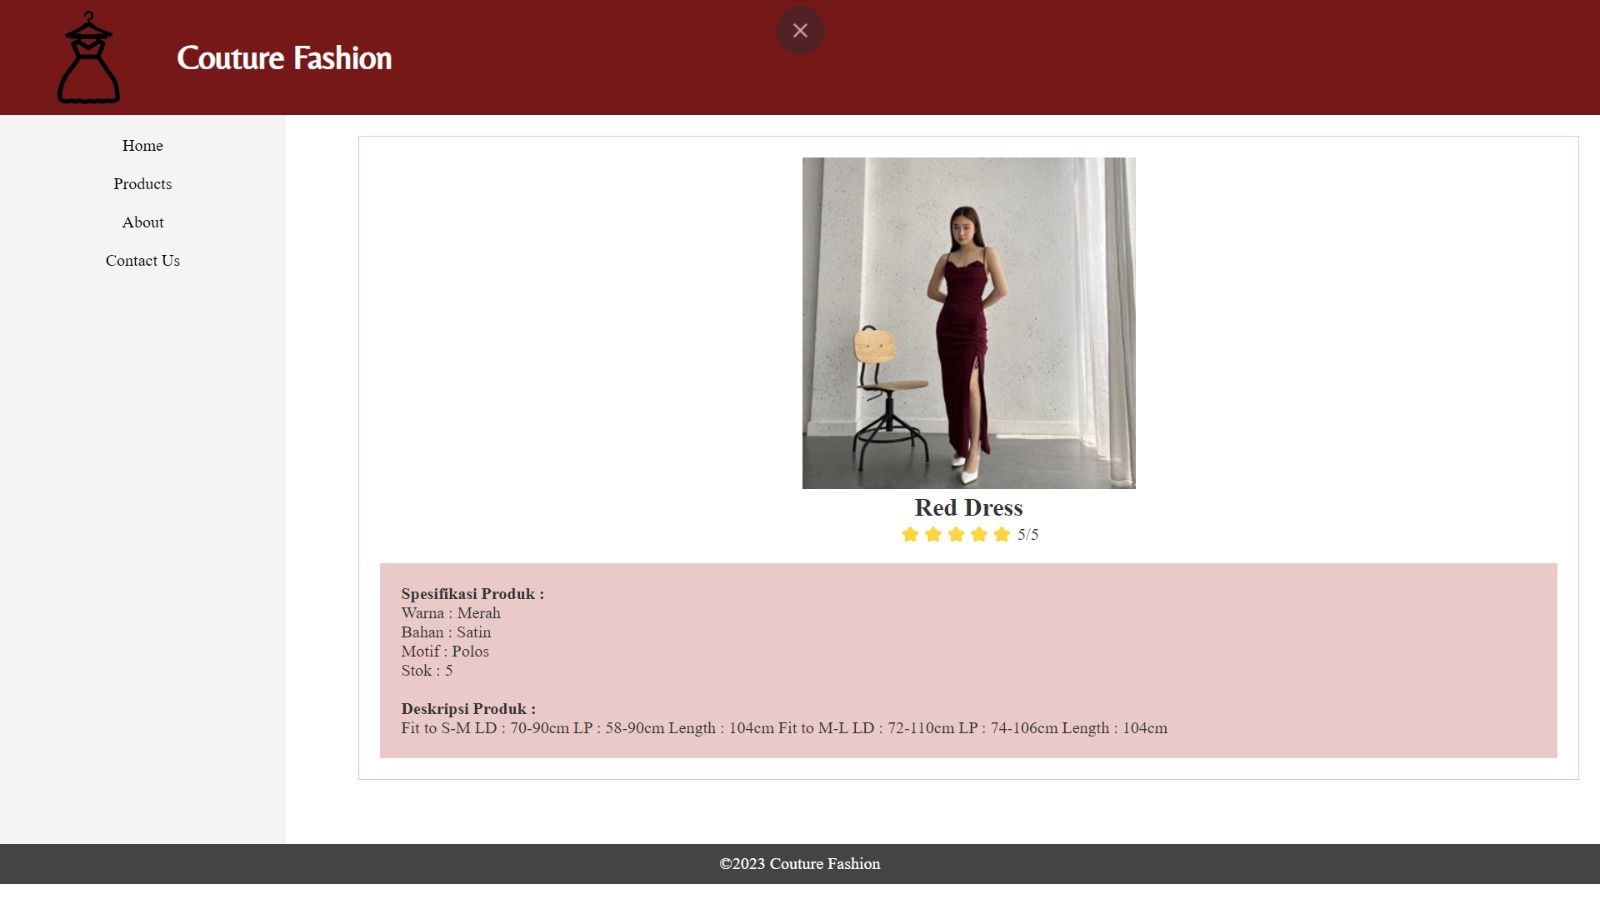 Couture Fashion
Home
Products
About
Contact Us
Red Dress
5/5
Spesifikasi Produk :
Warna : Merah
Bahan : Satin
Motif : Polos
Stok : 5
Deskripsi Produk :
Fit to S-M LD : 70-90cm LP : 58-90cm Length : 104cm Fit to M-L LD : 72-110cm LP : 74-106cm Length : 104cm
©2023 Couture Fashion